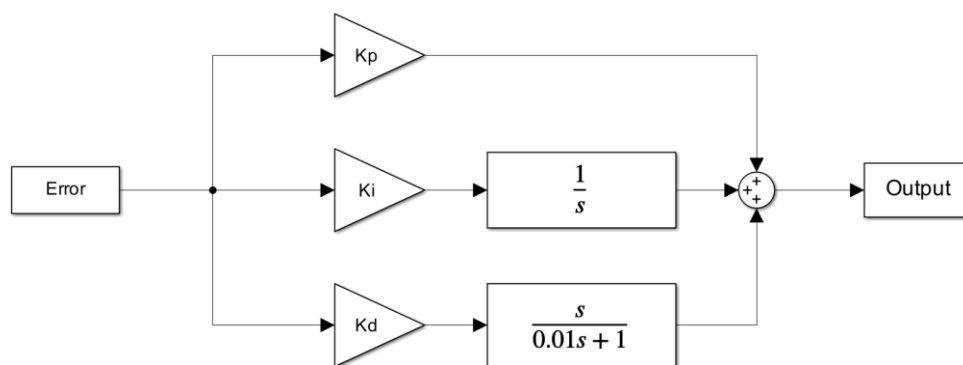 Kp
+
Error
Ki
1
s
+
+
Output
Kd
s
0.01s + 1